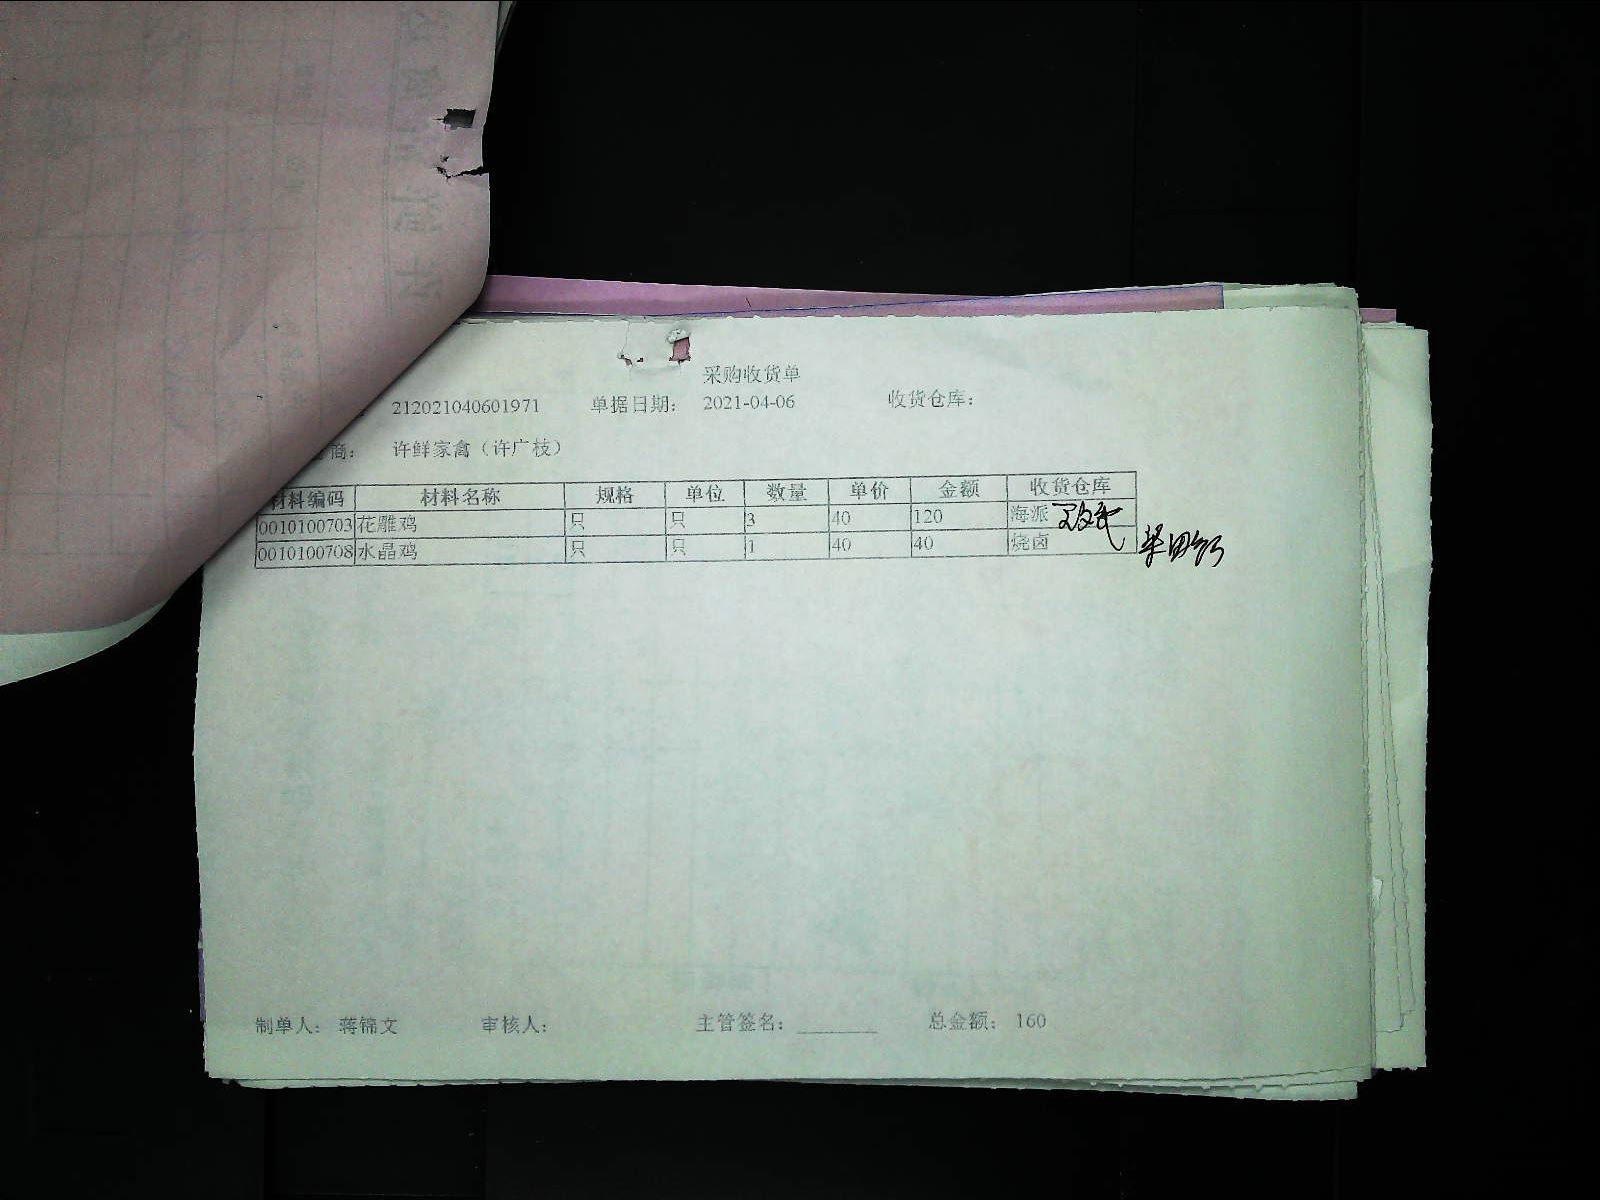 采购收货单
212021040601971 单据日期： 2021-04-06 收货仓库：
商： 许鲜家禽（许广枝）
材料编码 材料名称 规格 单位 数量 单价 金额 收货仓库
0010100703 花雕鸡 只 只 3 40 120 海派
0010100708 水晶鸡 只 只 1 40 40 烧卤
制单人： 蒋锦文 审核人： 主管签名：________ 总金额： 160